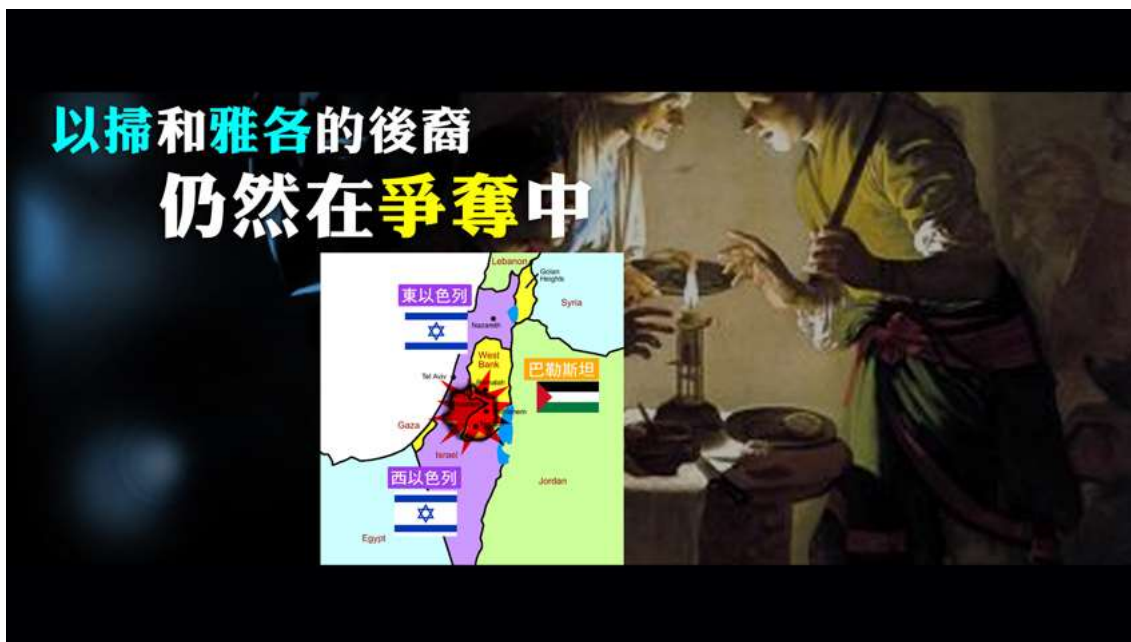 以掃和雅各的後裔
仍然在爭奪中
Lebanon
Golan
Heights
東以色列
Syria
Nazareth
West
Bank
Tel Aviv
巴勒斯坦
Gaza
Israel
西以色列
Jordan
Egypt